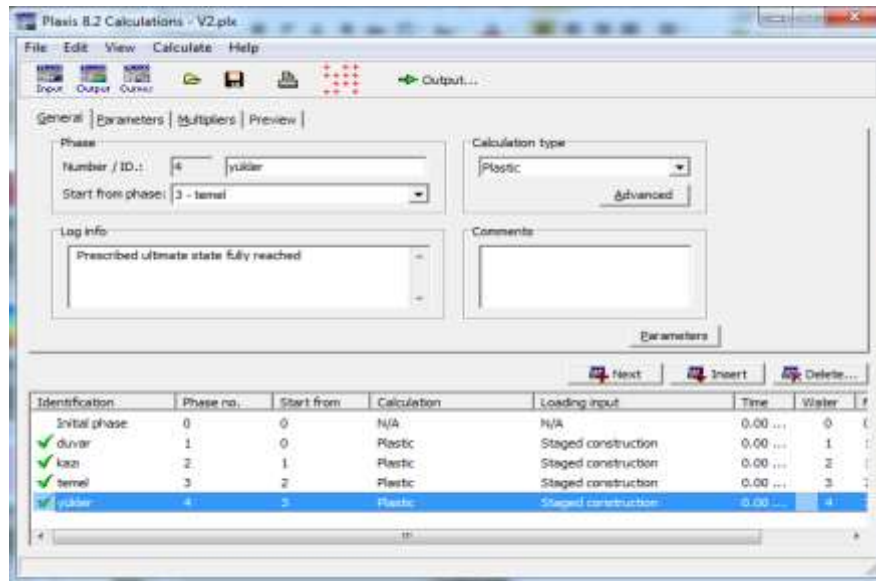 Plaxis 8.2 Calculations - V2.plx
File Edit View Calculate Help
Input Output Curves Output...
General Parameters Multipliers Preview
Phase
Number / ID.: 4 yukler
Start from phase: 3 - temel
Calculation type
Plastic
Advanced
Log info
Prescribed ultimate state fully reached
Comments
Parameters
Next Insert Delete...
Identification Phase no. Start from Calculation Loading input Time Water
Initial phase 0 0 N/A N/A 0.00 ... 0
duvar 1 0 Plastic Staged construction 0.00 ... 1
kazı 2 1 Plastic Staged construction 0.00 ... 2
temel 3 2 Plastic Staged construction 0.00 ... 3
yukler 4 3 Plastic Staged construction 0.00 ... 4